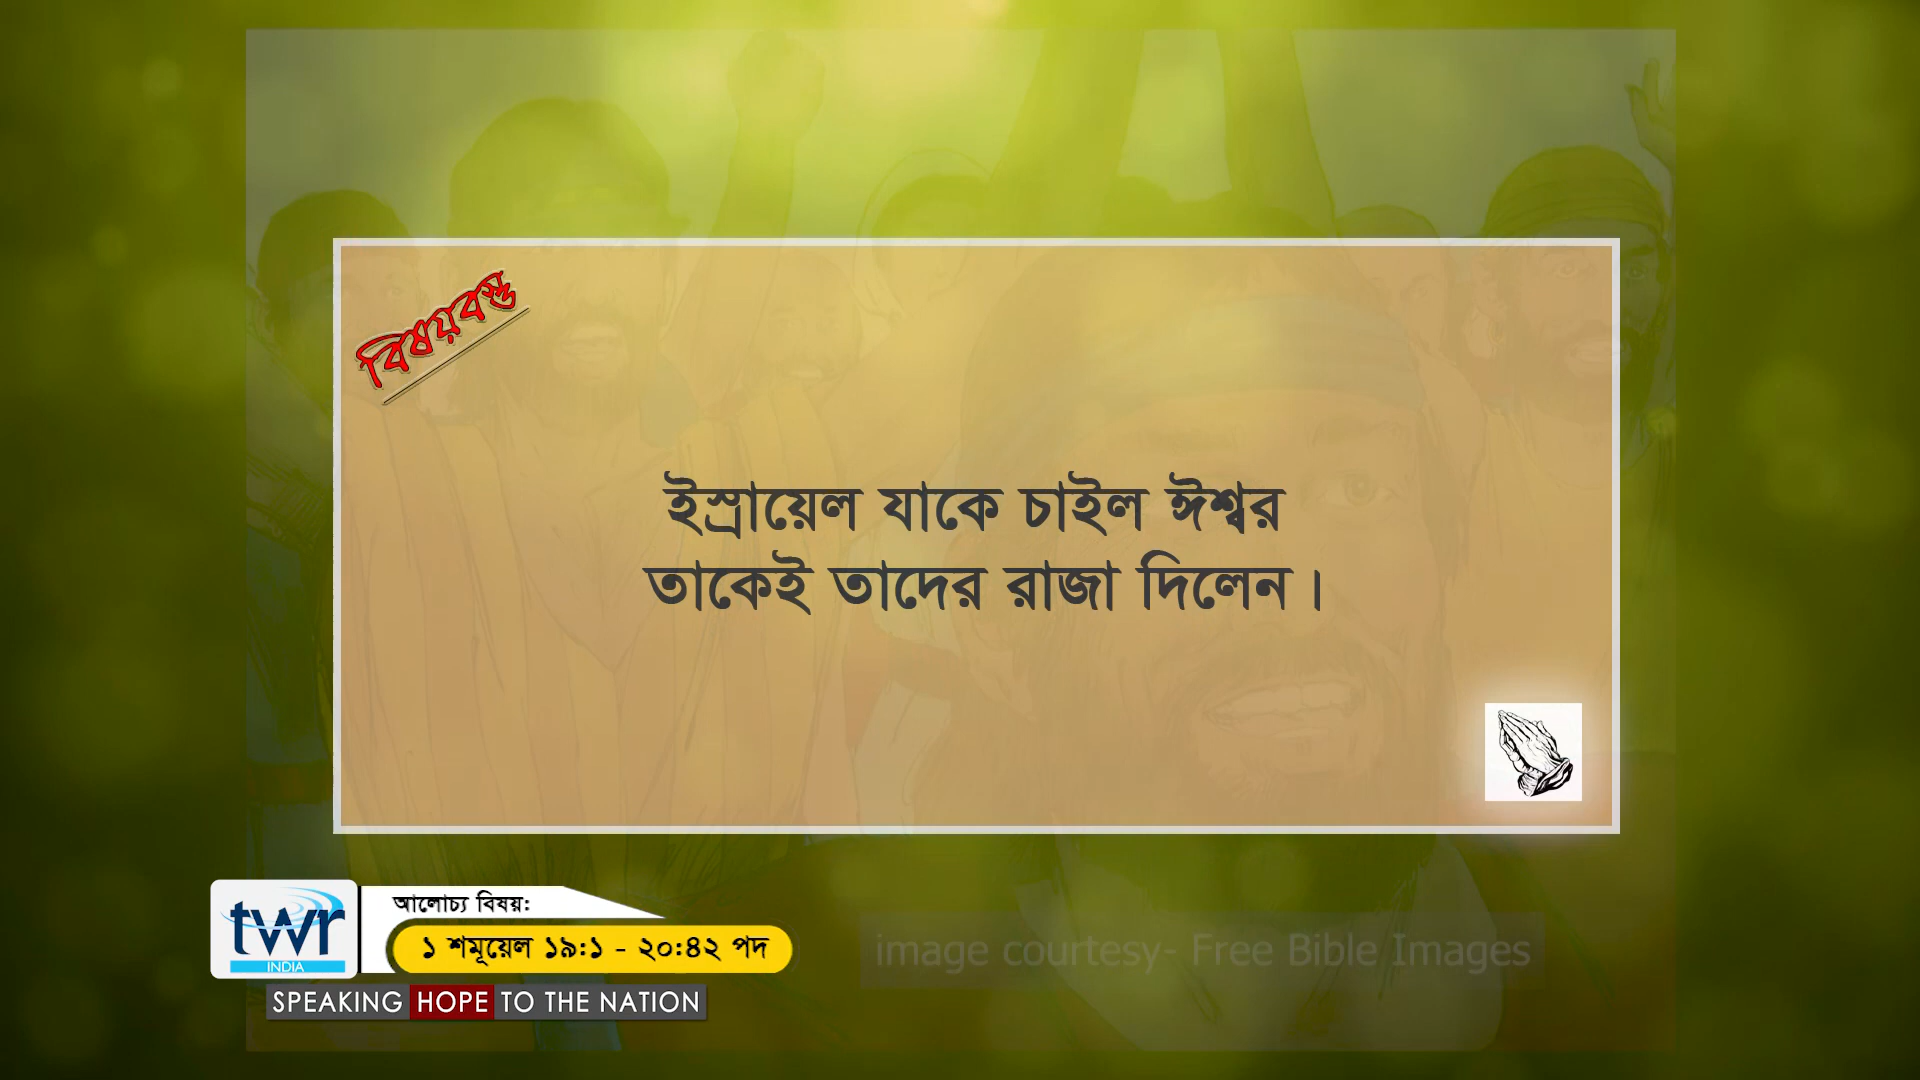 বিষয়বস্তু
ইস্রায়েল যাকে চাইল ঈশ্বর
তাকেই তাদের রাজা দিলেন।
আলোচ্য বিষয়:
১ শমূয়েল ১৯:১ - ২০:৪২ পদ
twr
INDIA
SPEAKING HOPE TO THE NATION
image courtesy- Free Bible Images